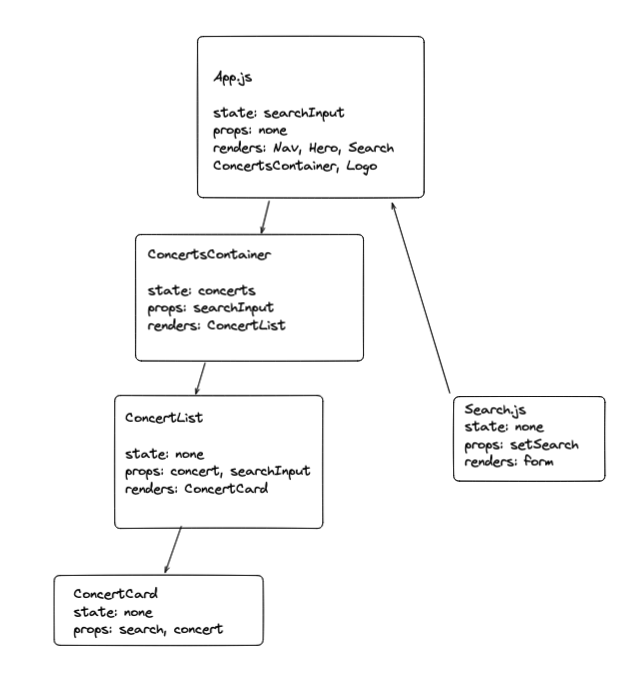 App.js
state: searchInput
props: none
renders: Nav, Hero, Search
ConcertsContainer, Logo
ConcertsContainer
state: concerts
props: searchInput
renders: ConcertList
ConcertList
state: none
props: concert, searchInput
renders: ConcertCard
Search.js
state: none
props: setSearch
renders: form
ConcertCard
state: none
props: search, concert